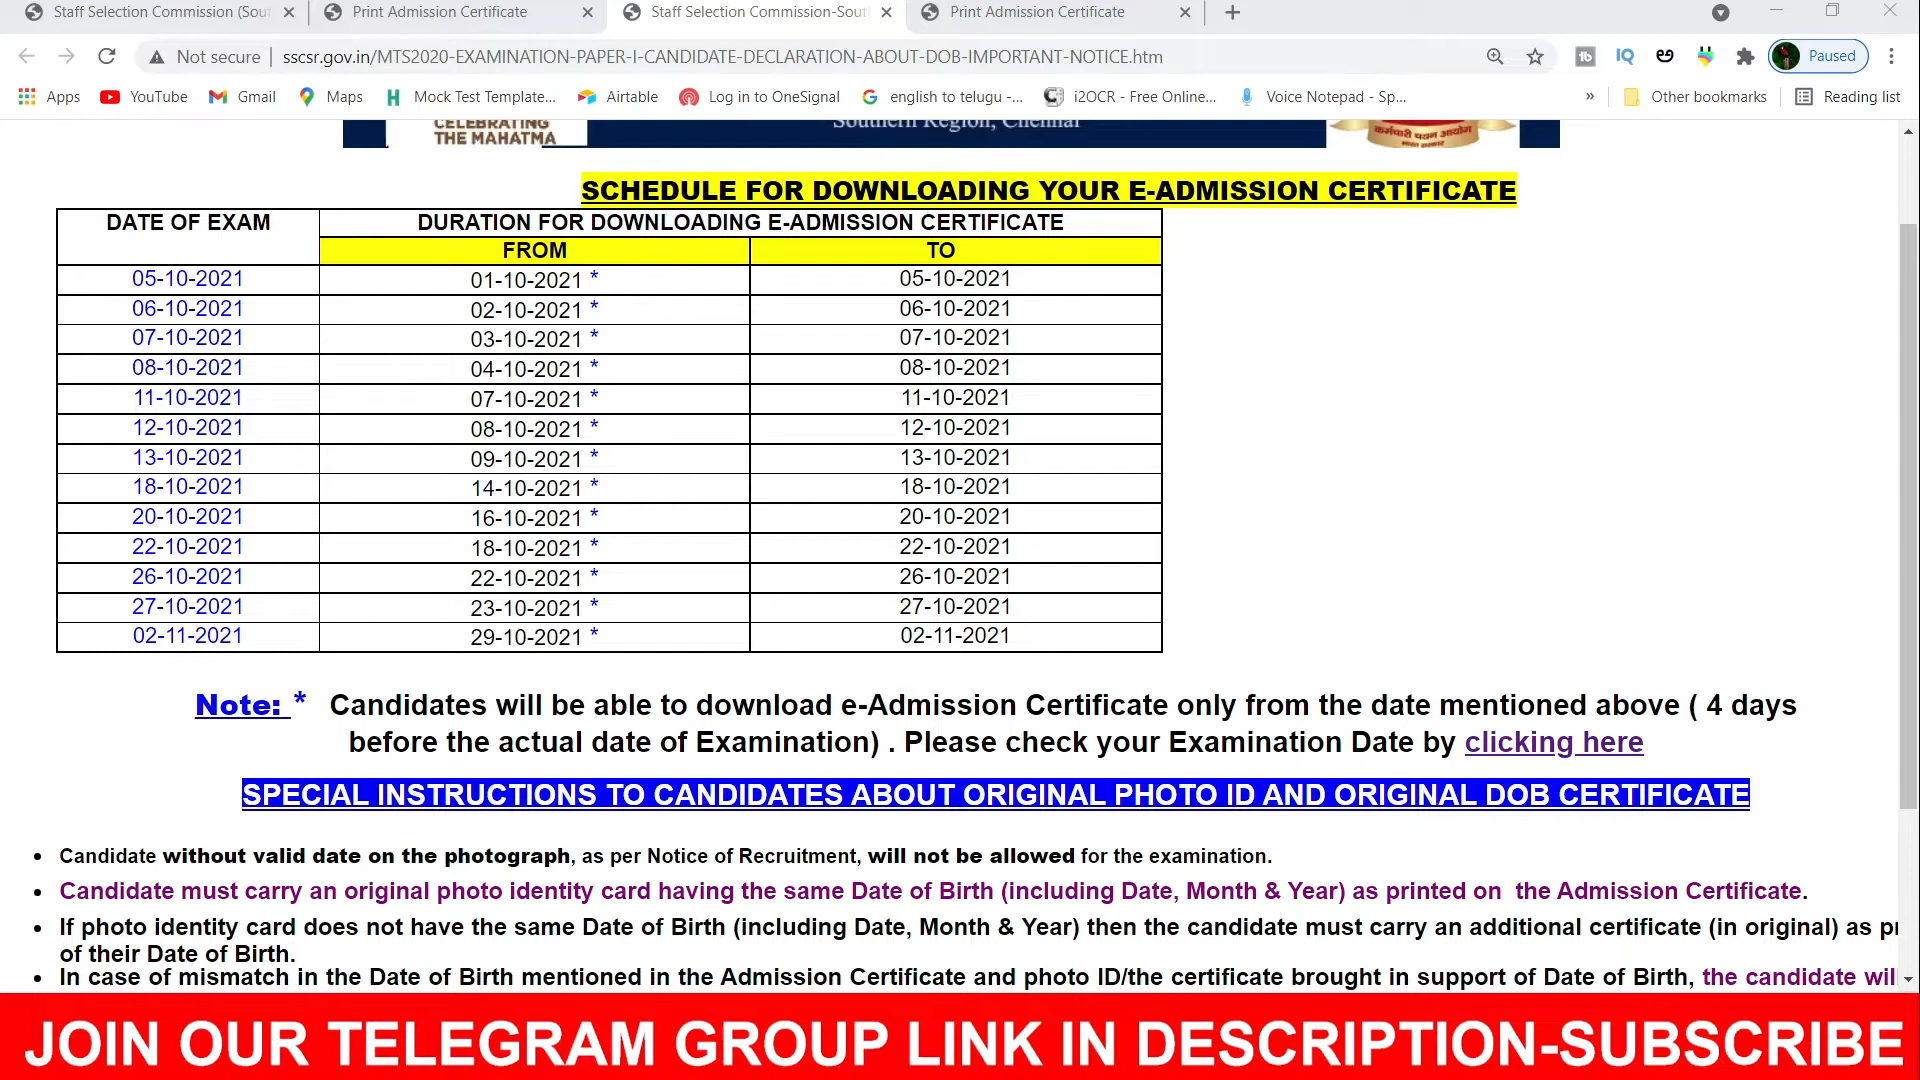 Staff Selection Commission (Sout
Print Admission Certificate
Staff Selection Commission-Sout
Print Admission Certificate
Not secure
sscsr.gov.in/MTS2020-EXAMINATION-PAPER-I-CANDIDATE-DECLARATION-ABOUT-DOB-IMPORTANT-NOTICE.htm
IQ
Paused
Apps YouTube Gmail Maps Mock Test Template... Airtable Log in to OneSignal english to telugu -... i2OCR - Free Online... Voice Notepad - Sp... » Other bookmarks Reading list
CELEBRATING
THE MAHATMA
Southern Region, Chennai
कर्मचारी चयन आयोग
भारत सरकार
SCHEDULE FOR DOWNLOADING YOUR E-ADMISSION CERTIFICATE
DATE OF EXAM DURATION FOR DOWNLOADING E-ADMISSION CERTIFICATE
FROM TO
05-10-2021 01-10-2021 * 05-10-2021
06-10-2021 02-10-2021 * 06-10-2021
07-10-2021 03-10-2021 * 07-10-2021
08-10-2021 04-10-2021 * 08-10-2021
11-10-2021 07-10-2021 * 11-10-2021
12-10-2021 08-10-2021 * 12-10-2021
13-10-2021 09-10-2021 * 13-10-2021
18-10-2021 14-10-2021 * 18-10-2021
20-10-2021 16-10-2021 * 20-10-2021
22-10-2021 18-10-2021 * 22-10-2021
26-10-2021 22-10-2021 * 26-10-2021
27-10-2021 23-10-2021 * 27-10-2021
02-11-2021 29-10-2021 * 02-11-2021
Note: * Candidates will be able to download e-Admission Certificate only from the date mentioned above ( 4 days
before the actual date of Examination) . Please check your Examination Date by clicking here
SPECIAL INSTRUCTIONS TO CANDIDATES ABOUT ORIGINAL PHOTO ID AND ORIGINAL DOB CERTIFICATE
• Candidate without valid date on the photograph, as per Notice of Recruitment, will not be allowed for the examination.
• Candidate must carry an original photo identity card having the same Date of Birth (including Date, Month & Year) as printed on the Admission Certificate.
• If photo identity card does not have the same Date of Birth (including Date, Month & Year) then the candidate must carry an additional certificate (in original) as pr
of their Date of Birth.
• In case of mismatch in the Date of Birth mentioned in the Admission Certificate and photo ID/the certificate brought in support of Date of Birth, the candidate wil
JOIN OUR TELEGRAM GROUP LINK IN DESCRIPTION-SUBSCRIBE